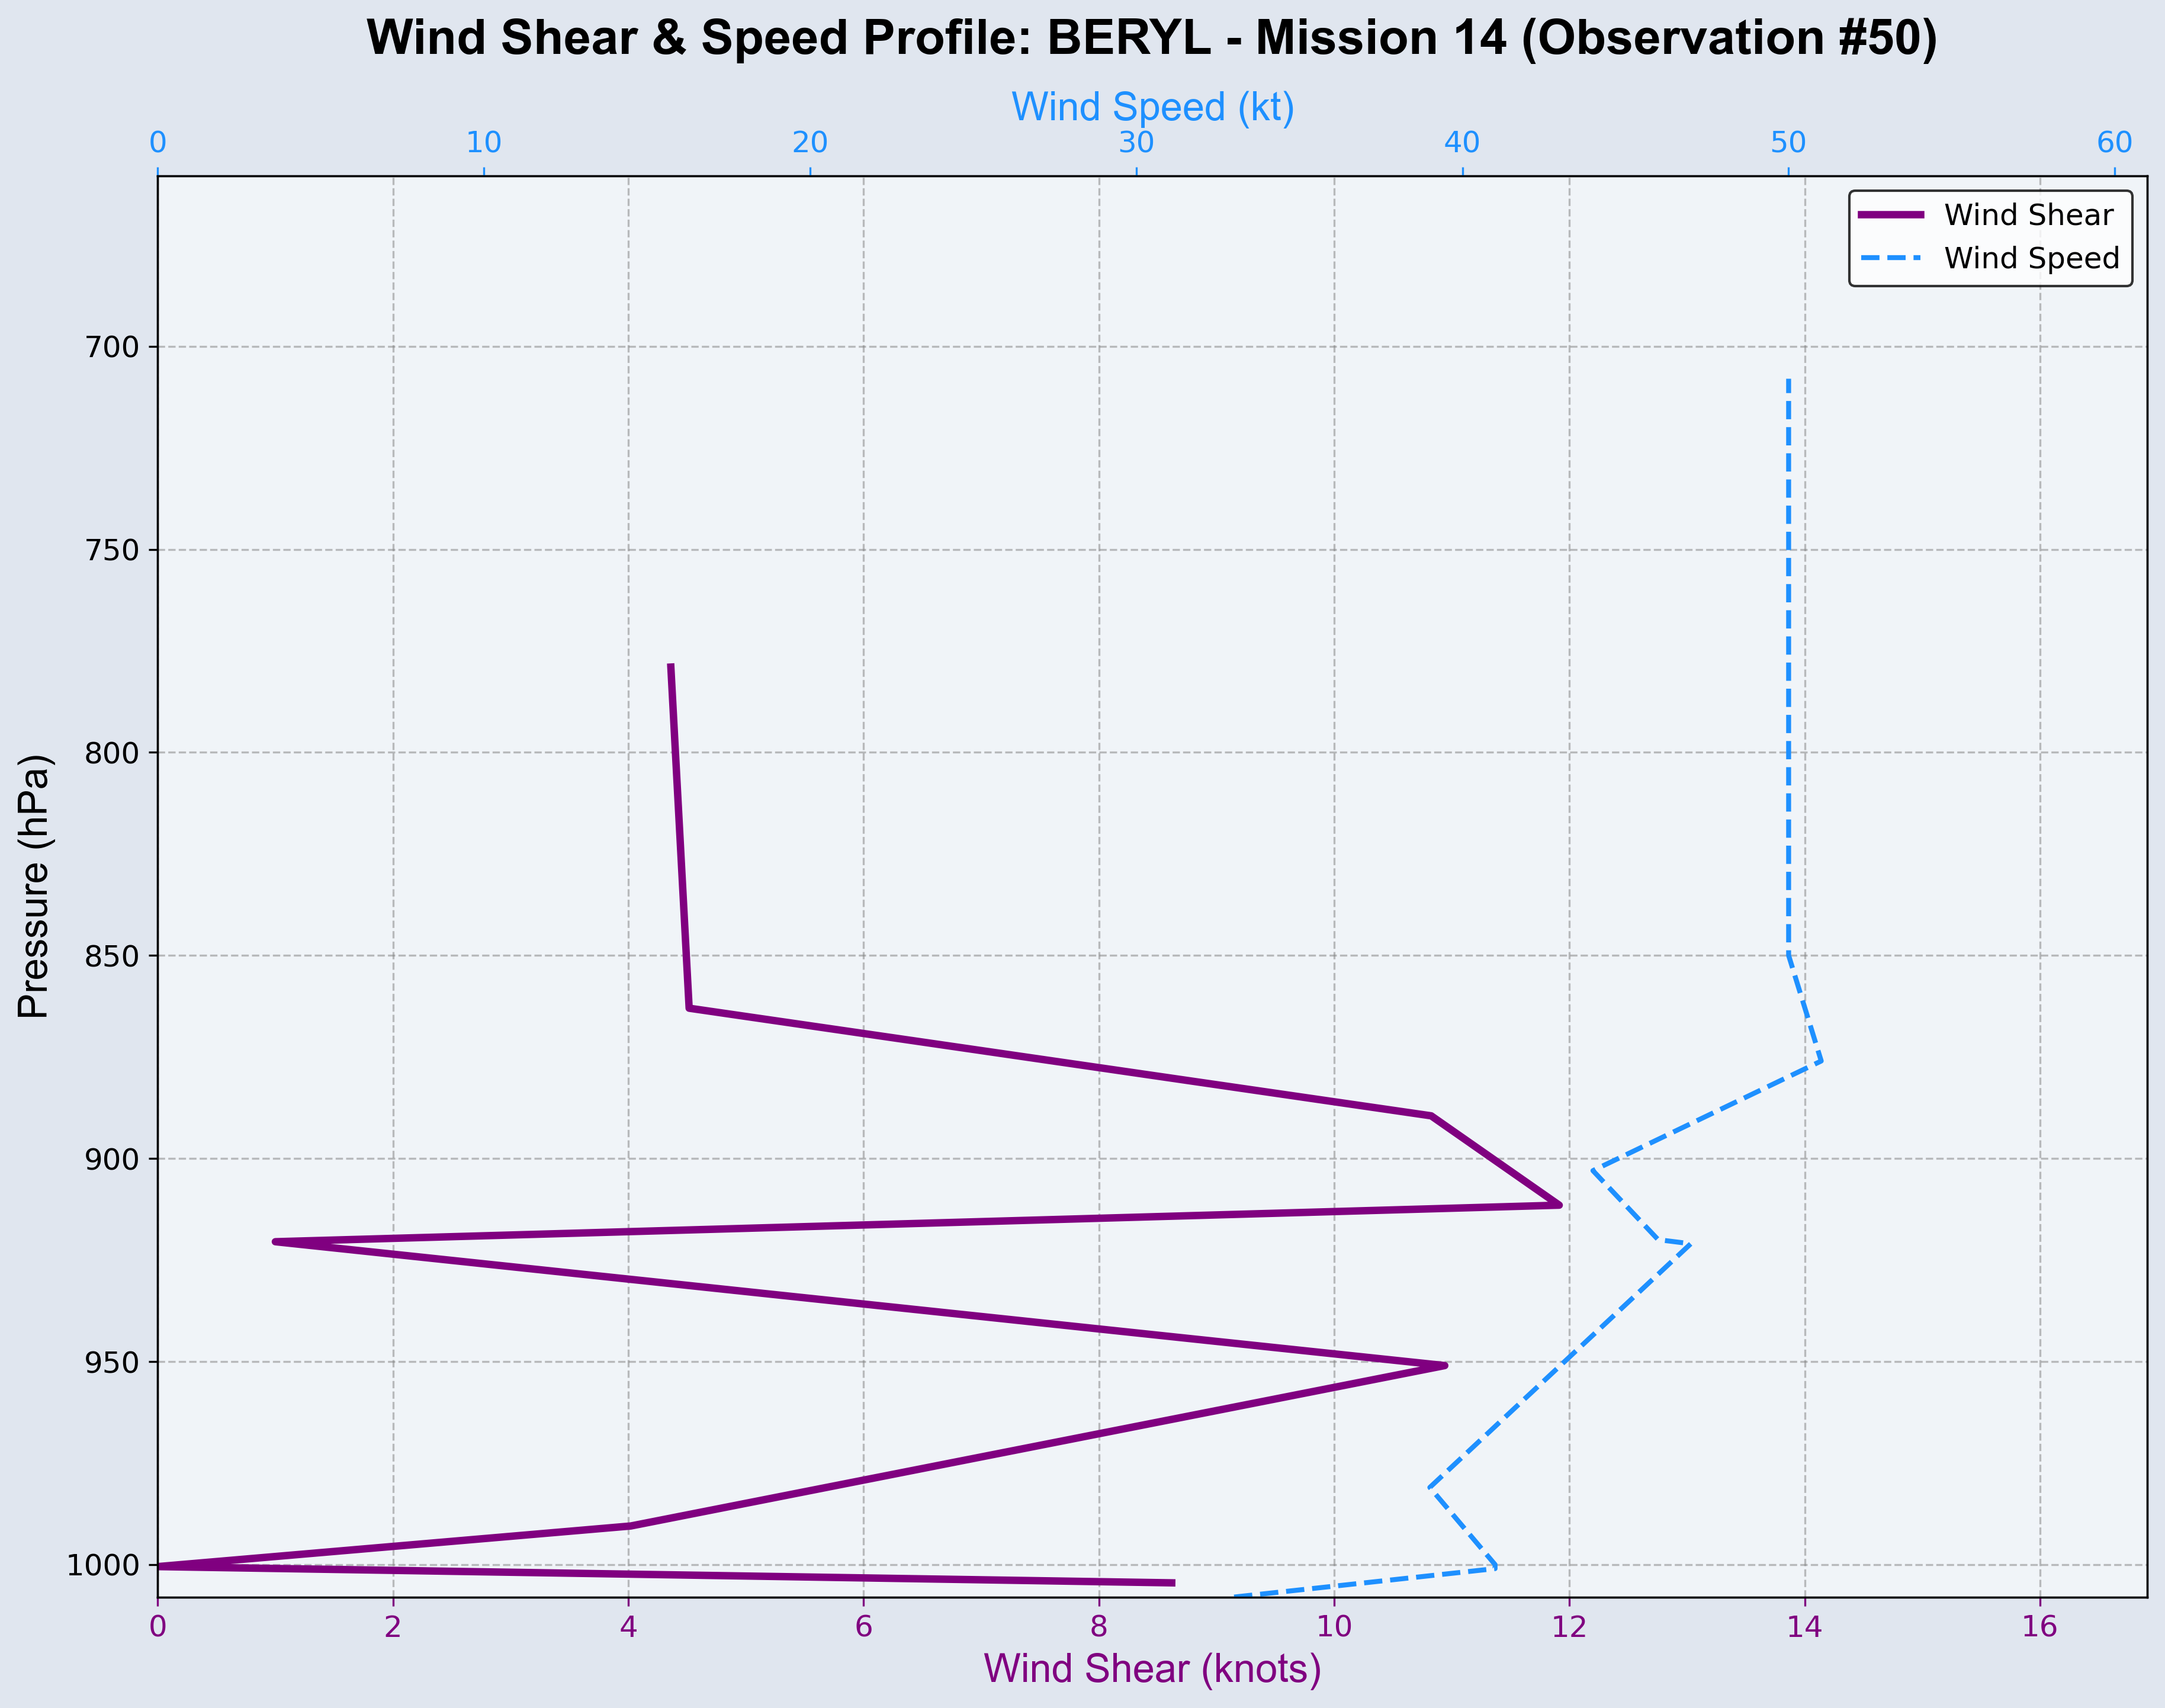 Wind Shear & Speed Profile: BERYL - Mission 14 (Observation #50)
Wind Speed (kt)
0 10 20 30 40 50 60
Wind Shear
Wind Speed
700
750
800
850
900
950
1000
Pressure (hPa)
0 2 4 6 8 10 12 14 16
Wind Shear (knots)